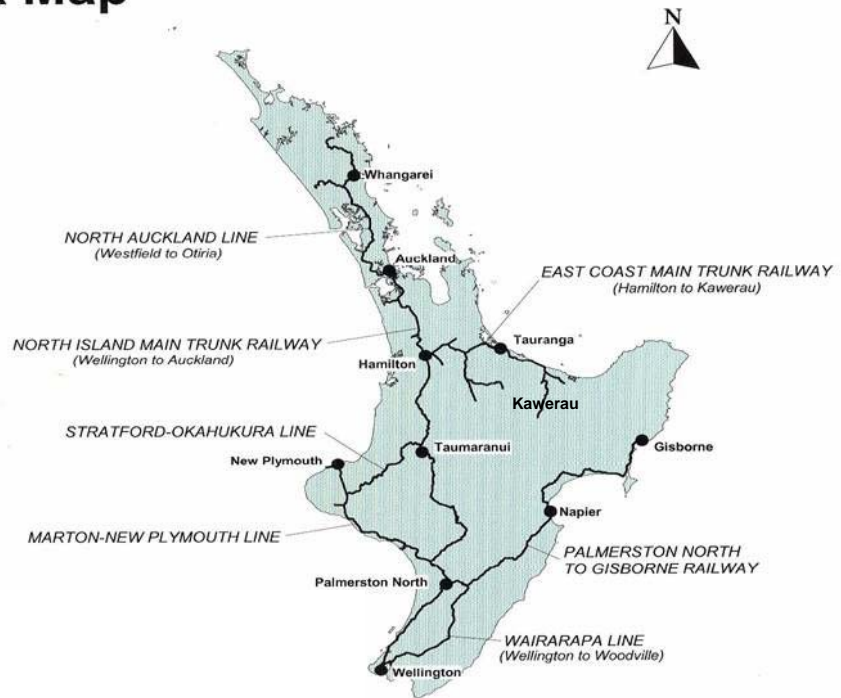 Map
N
Whangarei
NORTH AUCKLAND LINE
(Westfield to Otiria)
Auckland
EAST COAST MAIN TRUNK RAILWAY
(Hamilton to Kawerau)
NORTH ISLAND MAIN TRUNK RAILWAY
(Wellington to Auckland)
Tauranga
Hamilton
Kawerau
STRATFORD-OKAHUKURA LINE
Taumaranui
Gisborne
New Plymouth
Napier
MARTON-NEW PLYMOUTH LINE
PALMERSTON NORTH
TO GISBORNE RAILWAY
Palmerston North
WAIRARAPA LINE
(Wellington to Woodville)
Wellington